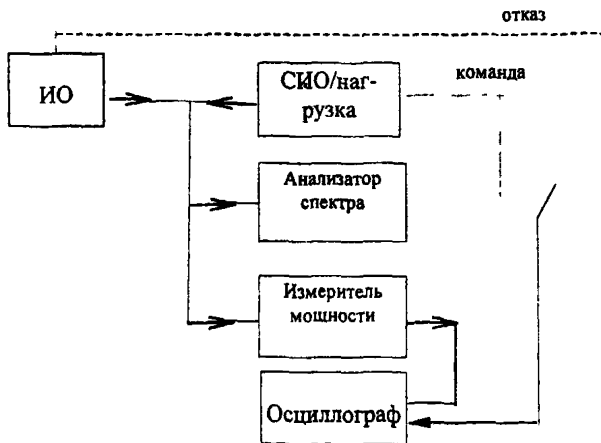 отказ
ИО
СИО/наг-
рузка
команда
Анализатор
спектра
Измеритель
мощности
Осциллограф